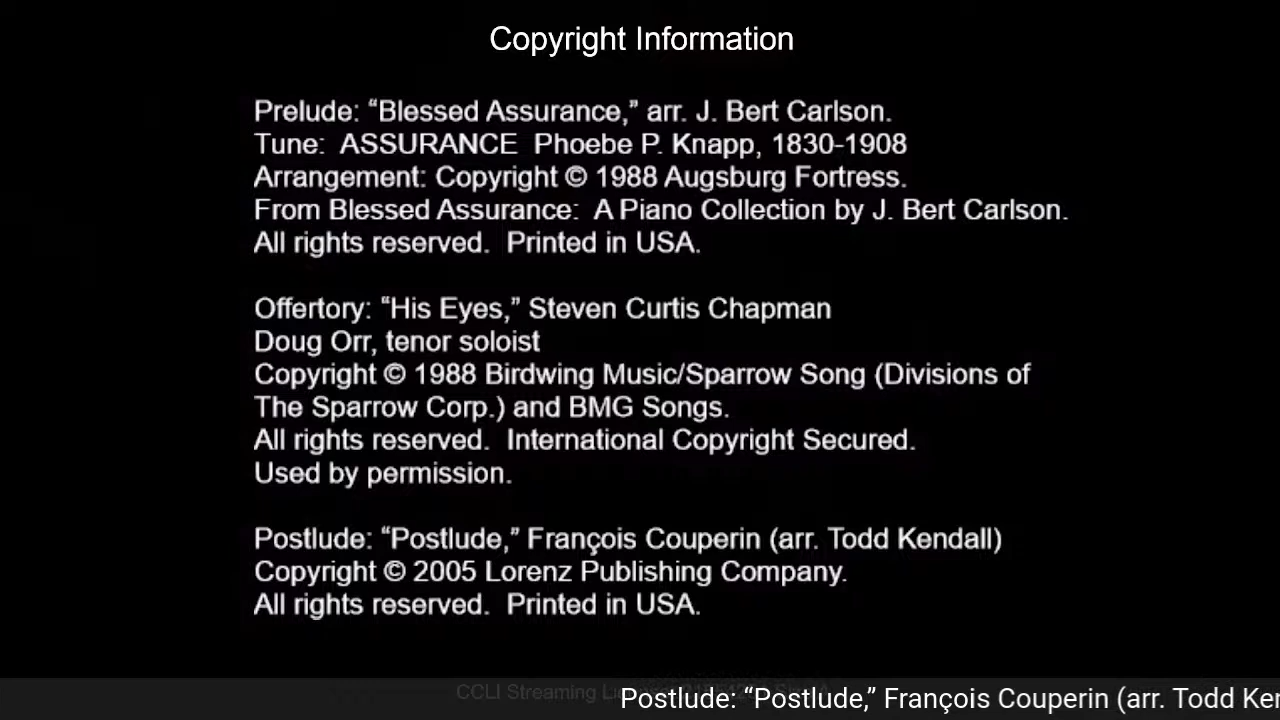 Copyright Information
Prelude: “Blessed Assurance,” arr. J. Bert Carlson.
Tune:  ASSURANCE  Phoebe P. Knapp, 1830-1908
Arrangement: Copyright © 1988 Augsburg Fortress.
From Blessed Assurance:  A Piano Collection by J. Bert Carlson.
All rights reserved.  Printed in USA.
Offertory: “His Eyes,” Steven Curtis Chapman
Doug Orr, tenor soloist
Copyright © 1988 Birdwing Music/Sparrow Song (Divisions of
The Sparrow Corp.) and BMG Songs.
All rights reserved.  International Copyright Secured.
Used by permission.
Postlude: “Postlude,” François Couperin (arr. Todd Kendall)
Copyright © 2005 Lorenz Publishing Company.
All rights reserved.  Printed in USA.
CCLI Streaming
Postlude: “Postlude,” François Couperin (arr. Todd Ke